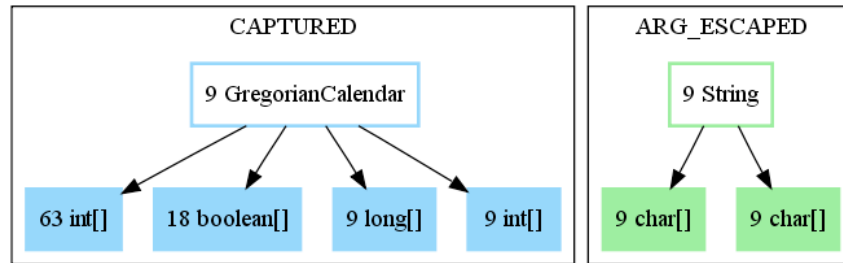 CAPTURED
9 GregorianCalendar
63 int[]
18 boolean[]
9 long[]
9 int[]
ARG_ESCAPED
9 String
9 char[]
9 char[]